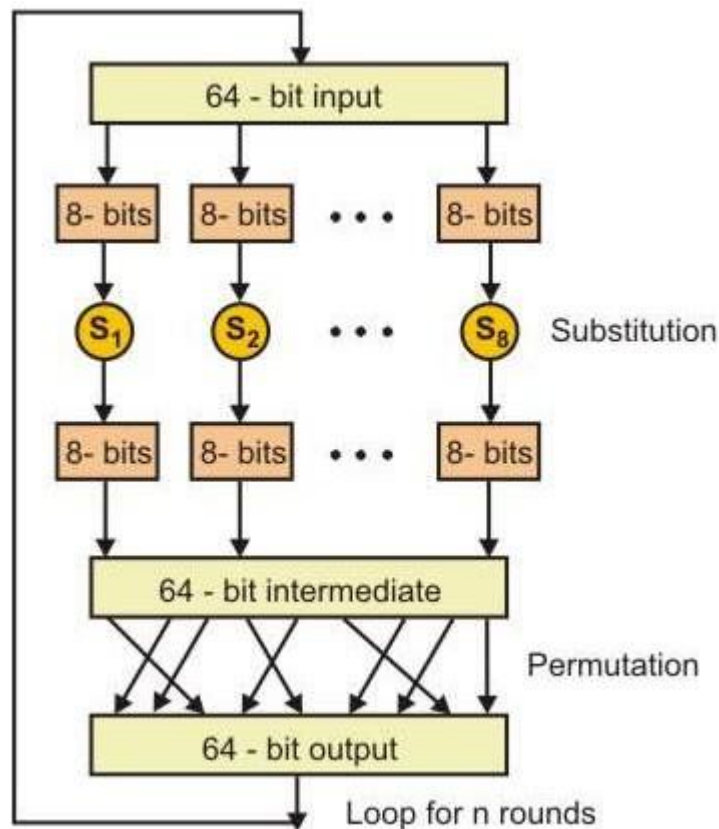 64 - bit input
8- bits 8- bits • • • 8- bits
S₁ S₂ • • • S₈ Substitution
8- bits 8- bits • • • 8- bits
64 - bit intermediate
Permutation
64 - bit output
Loop for n rounds